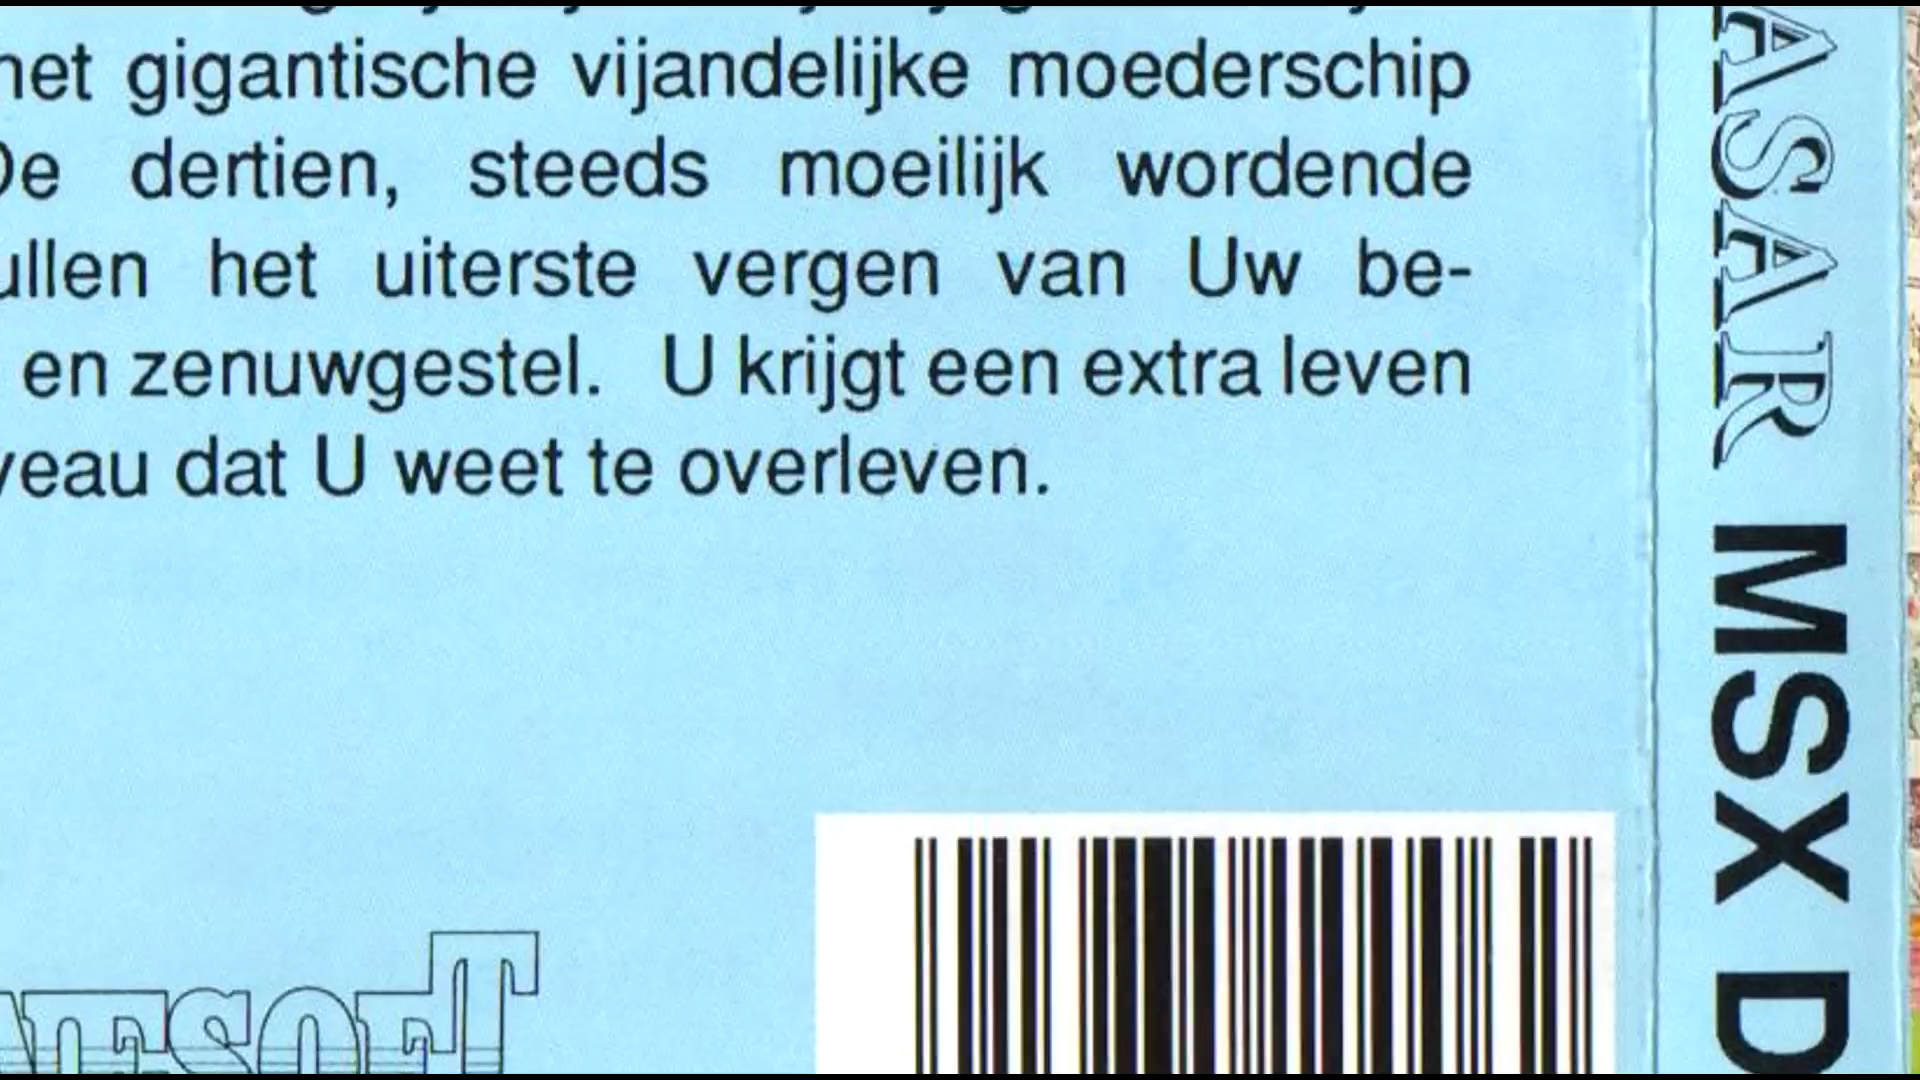 het gigantische vijandelijke moederschip
De dertien, steeds moeilijk wordende
ullen het uiterste vergen van Uw be-
en zenuwgestel. U krijgt een extra leven
veau dat U weet te overleven.
ASAR MSX D
ATESOFT